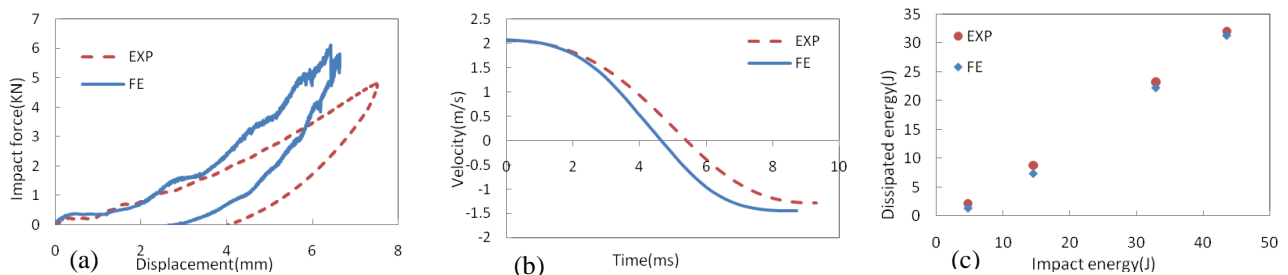 Impact force(KN)
7
6
5
4
3
2
1
0
EXP
FE
0 2 4 6 8
(a) Displacement(mm)
Velocity(m/s)
2.5
2
1.5
1
0.5
0
-0.5
-1
-1.5
-2
EXP
FE
0 2 4 6 8 10
(b) Time(ms)
Dissipated energy(J)
35
30
25
20
15
10
5
0
EXP
FE
0 10 20 30 40 50
(c) Impact energy(J)